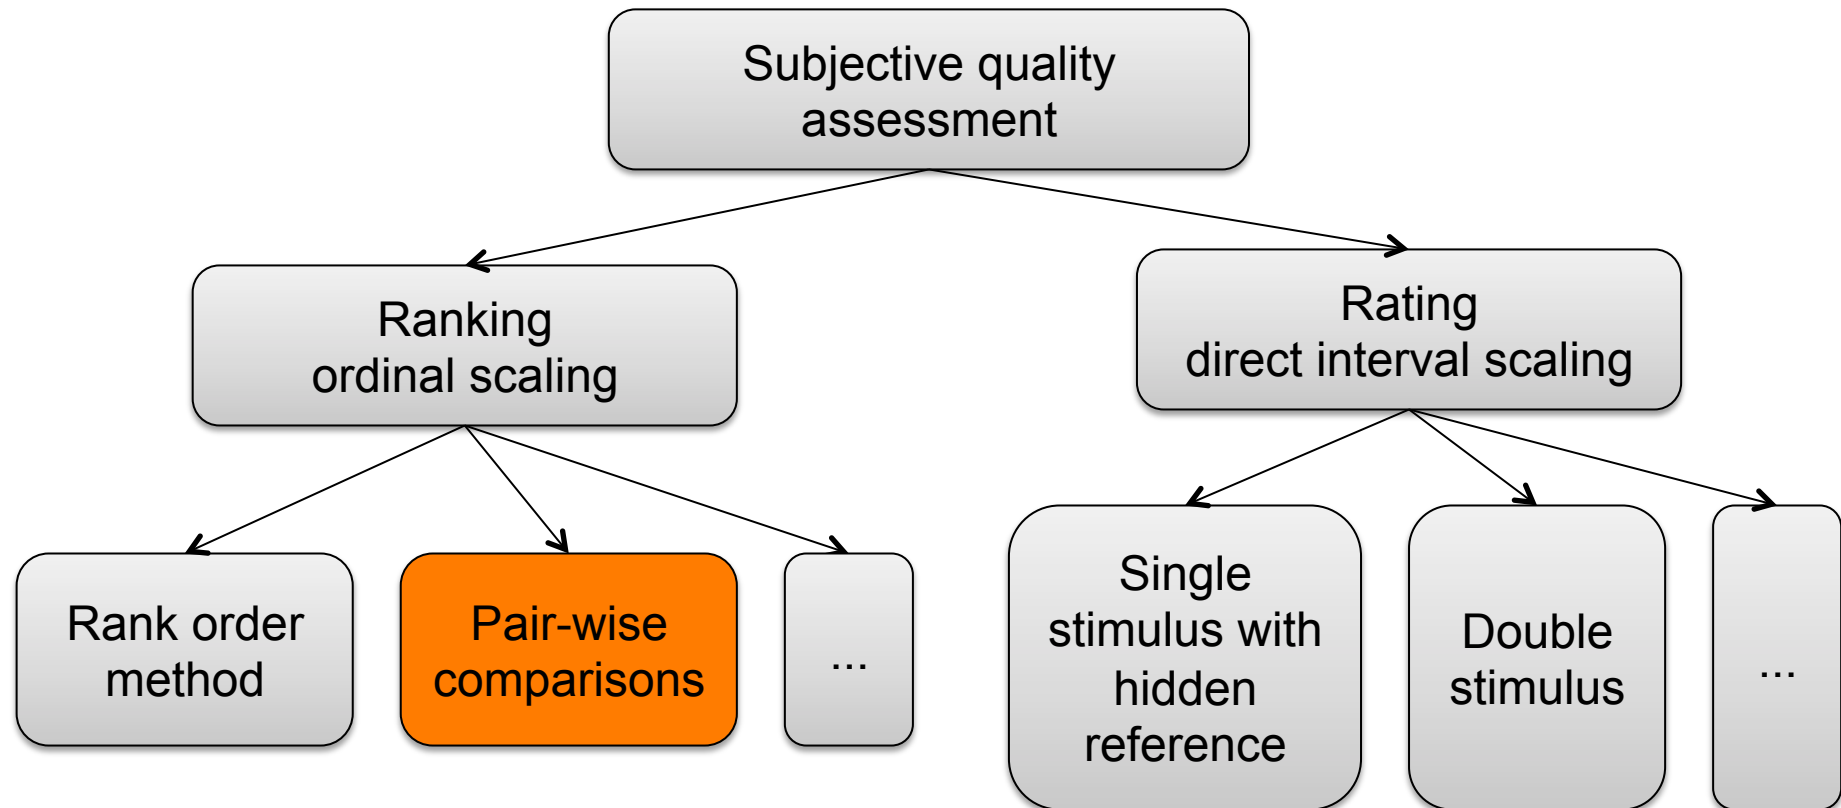 Subjective quality
assessment
Ranking
ordinal scaling
Rating
direct interval scaling
Rank order
method
Pair-wise
comparisons
...
Single
stimulus with
hidden
reference
Double
stimulus
...